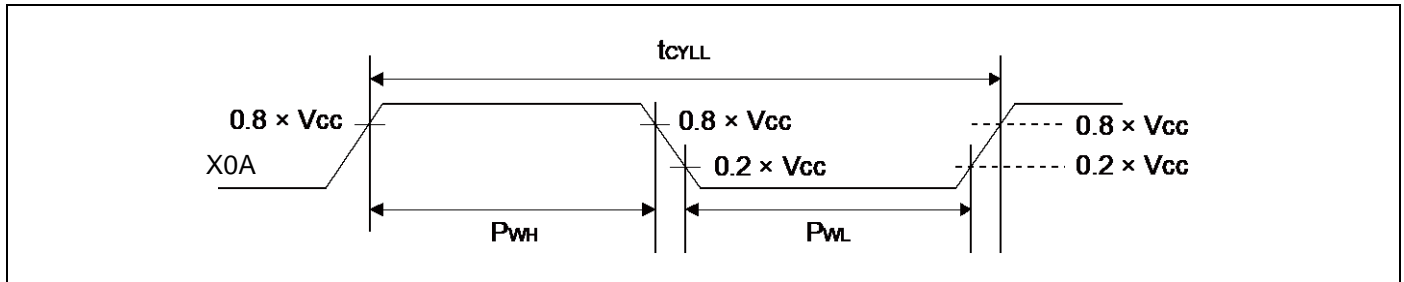 tCYLL
0.8 × Vcc
0.8 × Vcc
0.8 × Vcc
X0A
0.2 × Vcc
0.2 × Vcc
PWH
PWL